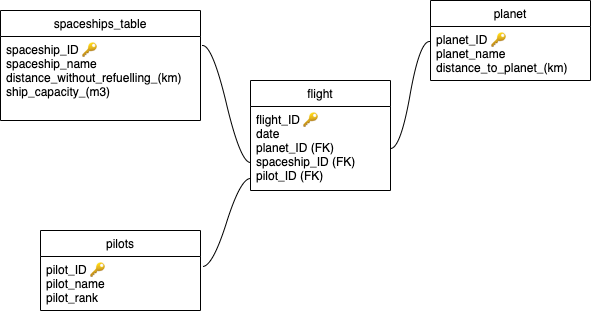 spaceships_table
spaceship_ID 🔑
spaceship_name
distance_without_refuelling_(km)
ship_capacity_(m3)
planet
planet_ID 🔑
planet_name
distance_to_planet_(km)
flight
flight_ID 🔑
date
planet_ID (FK)
spaceship_ID (FK)
pilot_ID (FK)
pilots
pilot_ID 🔑
pilot_name
pilot_rank